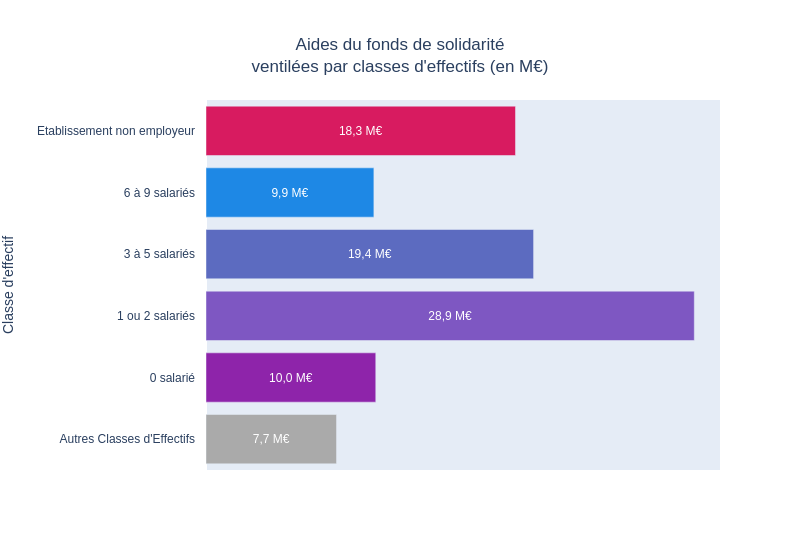 Aides du fonds de solidarité
ventilées par classes d'effectifs (en M€)
Classe d'effectif
Etablissement non employeur
18,3 M€
6 à 9 salariés
9,9 M€
3 à 5 salariés
19,4 M€
1 ou 2 salariés
28,9 M€
0 salarié
10,0 M€
Autres Classes d'Effectifs
7,7 M€